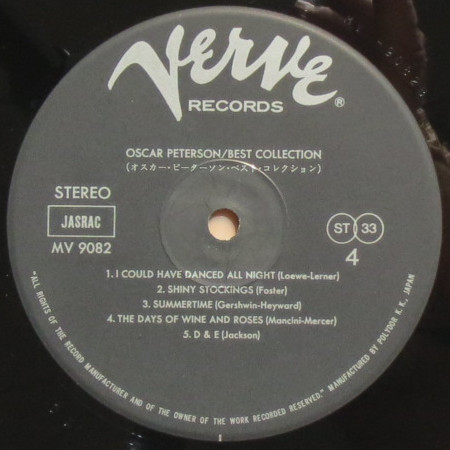 Verve
RECORDS ®
OSCAR PETERSON/BEST COLLECTION
(オスカー・ピーターソン・ベスト・コレクション)
STEREO
JASRAC
MV 9082
ST 33
4
1. I COULD HAVE DANCED ALL NIGHT (Loewe-Lerner)
2. SHINY STOCKINGS (Foster)
3. SUMMERTIME (Gershwin-Heyward)
4. THE DAYS OF WINE AND ROSES (Mancini-Mercer)
5. D & E (Jackson)
"ALL RIGHTS OF THE RECORD MANUFACTURER AND OF THE OWNER OF THE WORK RECORDED RESERVED." MANUFACTURED BY POLYDOR K. K., JAPAN